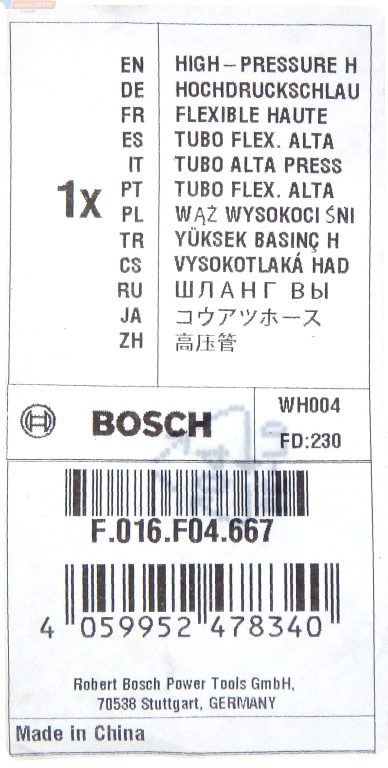 1x
EN HIGH-PRESSURE H
DE HOCHDRUCKSCHLAU
FR FLEXIBLE HAUTE
ES TUBO FLEX. ALTA
IT TUBO ALTA PRESS
PT TUBO FLEX. ALTA
PL WĄŻ WYSOKOCI ŚNI
TR YÜKSEK BASINÇ H
CS VYSOKOTLAKÁ HAD
RU ШЛАНГ ВЫ
JA コウアツホース
ZH 高压管
BOSCH
WH004
FD:230
F.016.F04.667
4 059952 478340
Robert Bosch Power Tools GmbH,
70538 Stuttgart, GERMANY
Made in China